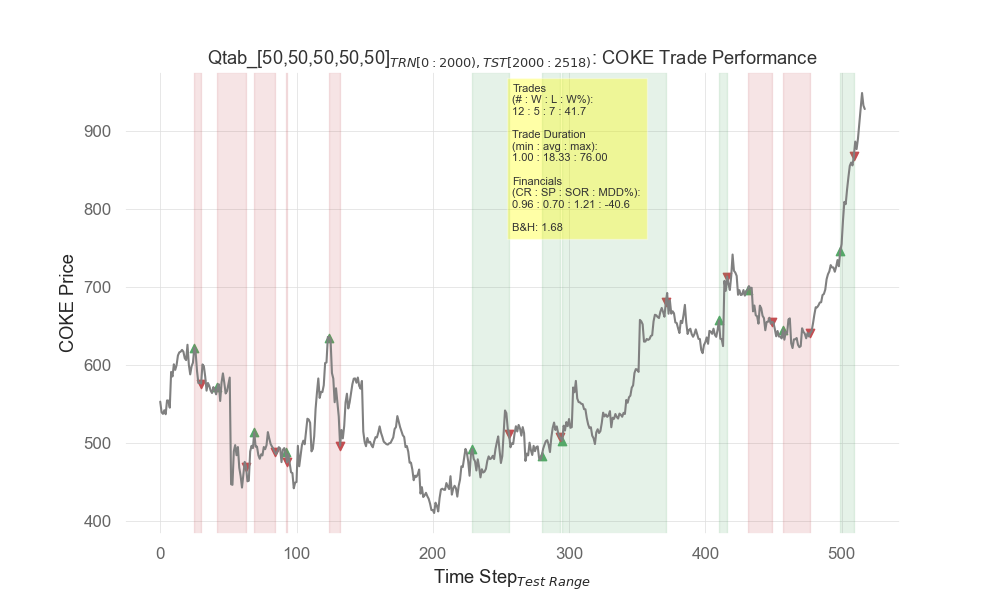 Qtab_[50,50,50,50,50]TRN[0 : 2000), TST[2000 : 2518): COKE Trade Performance
Trades
(# : W : L : W%):
12 : 5 : 7 : 41.7
Trade Duration
(min : avg : max):
1.00 : 18.33 : 76.00
Financials
(CR : SP : SOR : MDD%):
0.96 : 0.70 : 1.21 : -40.6
B&H: 1.68
COKE Price
900
800
700
600
500
400
0 100 200 300 400 500
Time StepTest Range